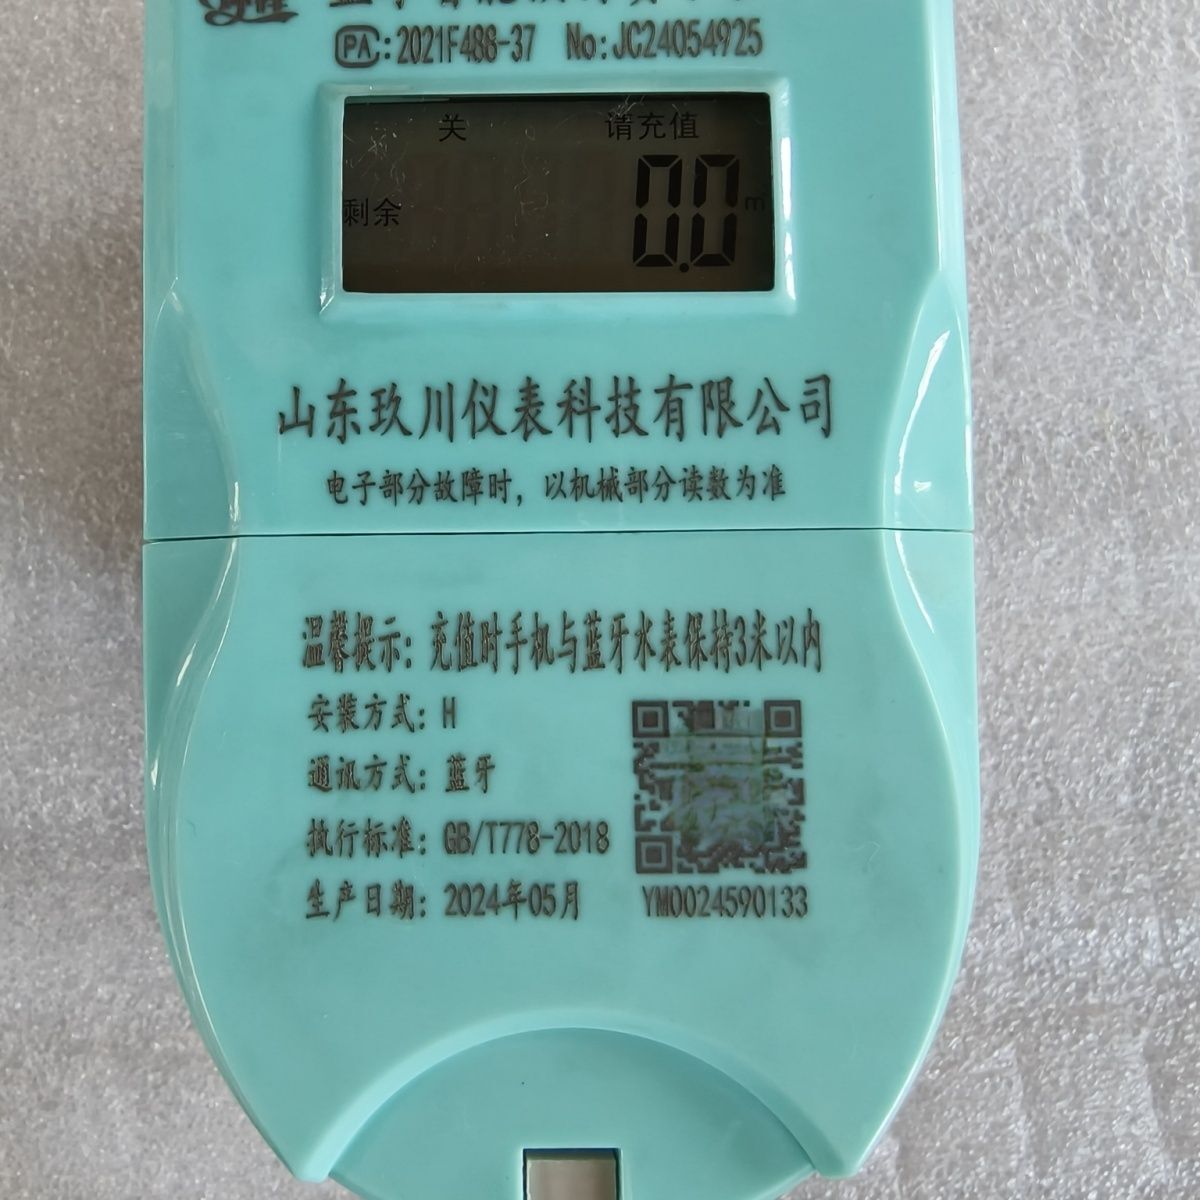 PA:2021F488-37 No:JC24054925
关 请充值
剩余 0.0 m
山东玖川仪表科技有限公司
电子部分故障时，以机械部分读数为准
温馨提示：充值时手机与蓝牙水表保持3米以内
安装方式：H
通讯方式：蓝牙
执行标准：GB/T778-2018
生产日期：2024年05月
YM0024590133